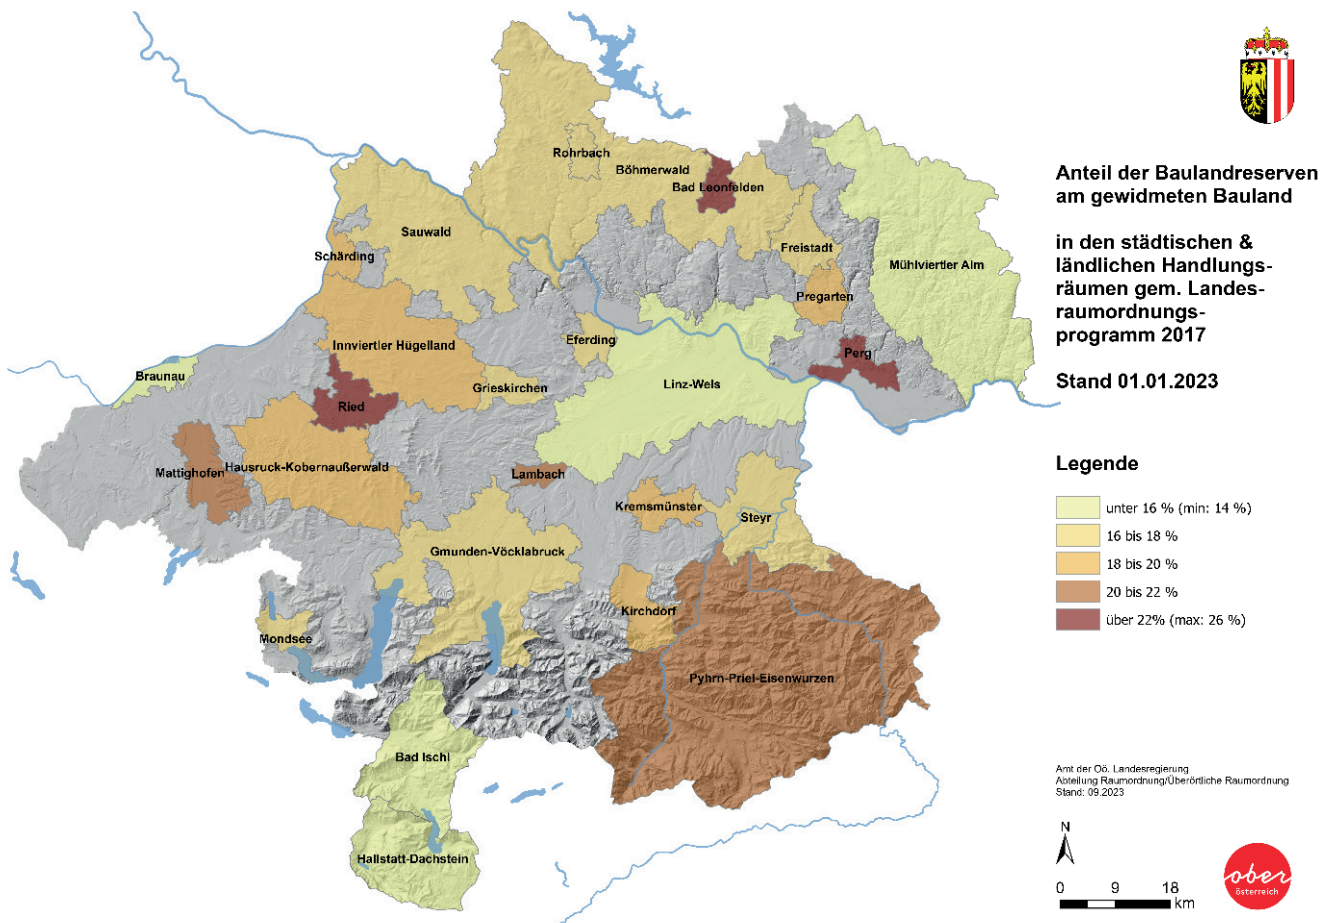 Anteil der Baulandreserven
am gewidmeten Bauland
in den städtischen &
ländlichen Handlungs-
räumen gem. Landes-
raumordnungs-
programm 2017
Stand 01.01.2023
Legende
unter 16 % (min: 14 %)
16 bis 18 %
18 bis 20 %
20 bis 22 %
über 22% (max: 26 %)
Rohrbach
Böhmerwald
Bad Leonfelden
Sauwald
Freistadt
Schärding
Mühlviertler Alm
Pregarten
Innviertler Hügelland
Eferding
Perg
Braunau
Grieskirchen
Linz-Wels
Ried
Mattighofen
Hausruck-Kobernaußerwald
Lambach
Kremsmünster
Steyr
Gmunden-Vöcklabruck
Kirchdorf
Mondsee
Pyhrn-Priel-Eisenwurzen
Bad Ischl
Hallstatt-Dachstein
Amt der OÖ. Landesregierung
Abteilung Raumordnung/Überörtliche Raumordnung
Stand: 09.2023
N
0 9 18
km
ober
österreich